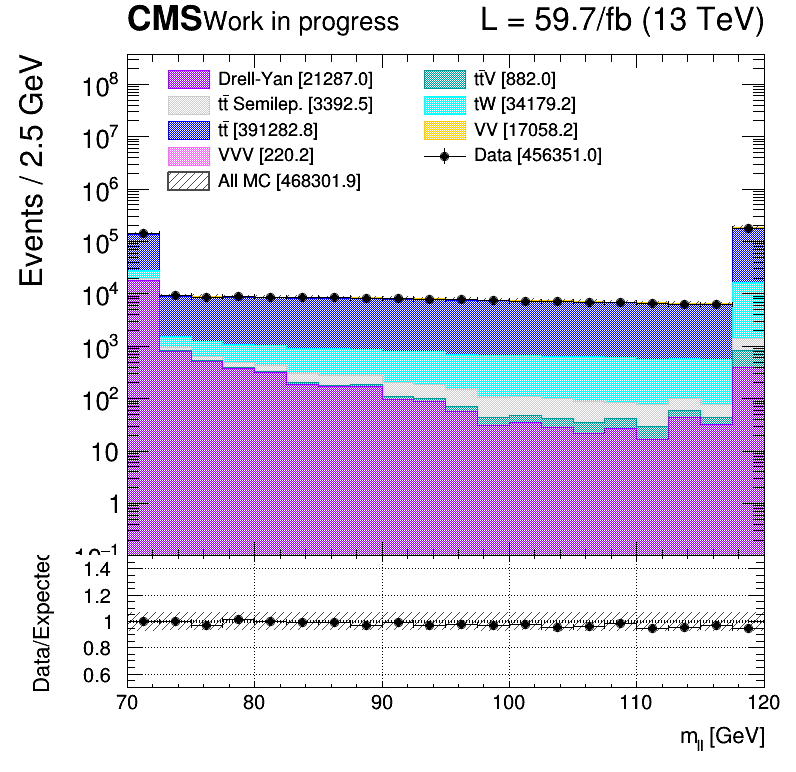 CMS Work in progress L = 59.7/fb (13 TeV)
Events / 2.5 GeV
Drell-Yan [21287.0] tt̄V [882.0]
tt̄ Semilep. [3392.5] tW [34179.2]
tt̄ [391282.8] VV [17058.2]
VVV [220.2] Data [456351.0]
All MC [468301.9]
10⁸
10⁷
10⁶
10⁵
10⁴
10³
10²
10
1
10⁻¹
Data/Expected
1.4
1.2
1
0.8
0.6
70 80 90 100 110 120
m_ll [GeV]